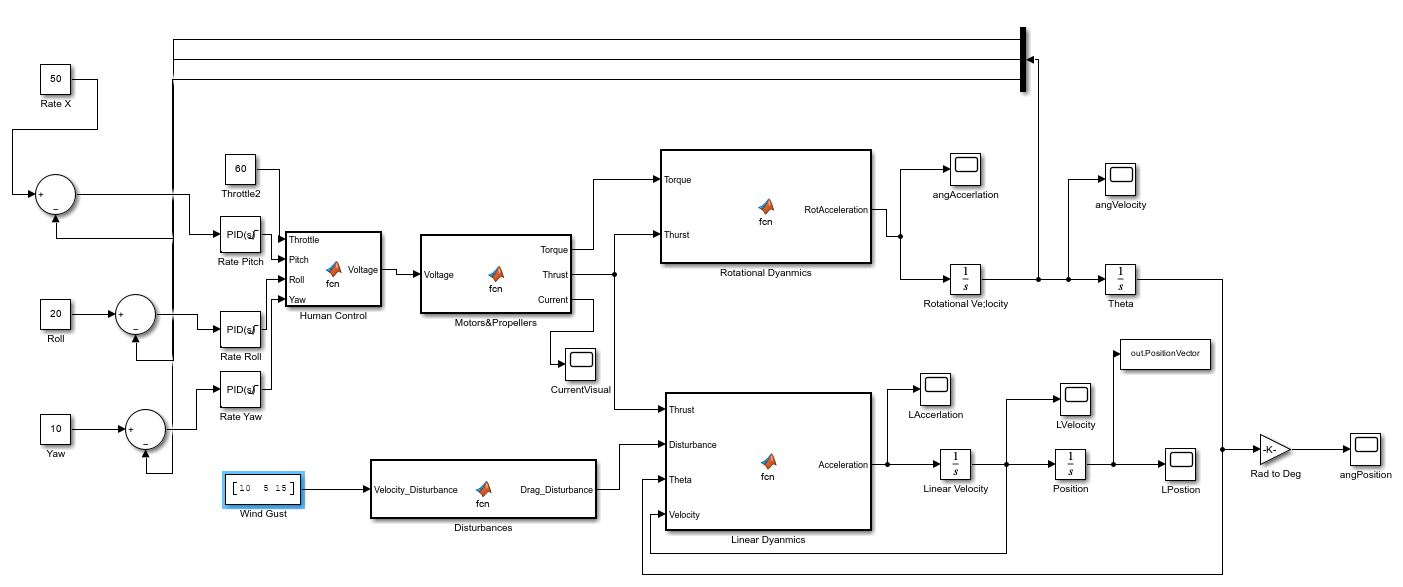 50
Rate X
+
−
60
Throttle2
PID(s)
Rate Pitch
Throttle
Pitch
Roll
Yaw
Voltage
fcn
Human Control
Voltage
Torque
Thrust
Current
fcn
Motors&Propellers
CurrentVisual
Torque
Thurst
RotAcceleration
fcn
Rotational Dyanmics
angAccerlation
angVelocity
1
s
Rotational Ve;locity
1
s
Theta
20
Roll
+
−
PID(s)
Rate Roll
10
Yaw
+
−
PID(s)
Rate Yaw
[10 5 15]
Wind Gust
Velocity_Disturbance
Drag_Disturbance
fcn
Disturbances
Thrust
Disturbance
Theta
Velocity
Acceleration
fcn
Linear Dyanmics
LAccerlation
1
s
Linear Velocity
LVelocity
1
s
Position
out.PositionVector
LPostion
-K-
Rad to Deg
angPosition